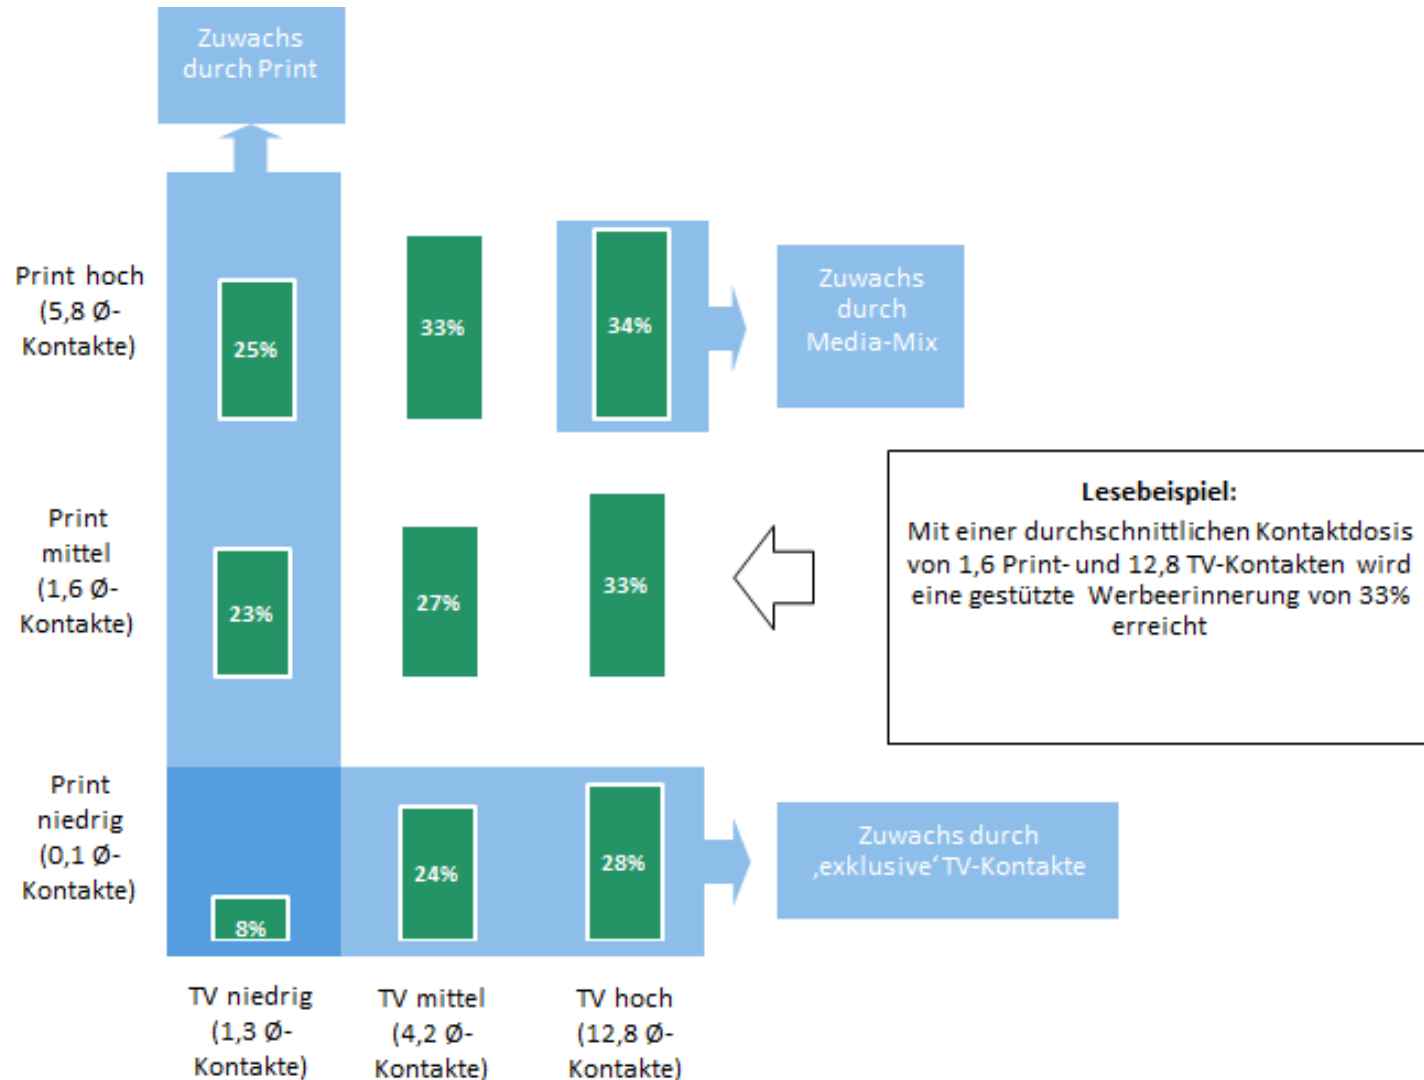 Zuwachs
durch Print
Print hoch
(5,8 Ø-
Kontakte)
25%
33%
34%
Zuwachs
durch
Media-Mix
Print
mittel
(1,6 Ø-
Kontakte)
23%
27%
33%
Lesebeispiel:
Mit einer durchschnittlichen Kontaktdosis
von 1,6 Print- und 12,8 TV-Kontakten wird
eine gestützte Werbeerinnerung von 33%
erreicht
Print
niedrig
(0,1 Ø-
Kontakte)
8%
24%
28%
Zuwachs durch
‚exklusive‘ TV-Kontakte
TV niedrig
(1,3 Ø-
Kontakte)
TV mittel
(4,2 Ø-
Kontakte)
TV hoch
(12,8 Ø-
Kontakte)